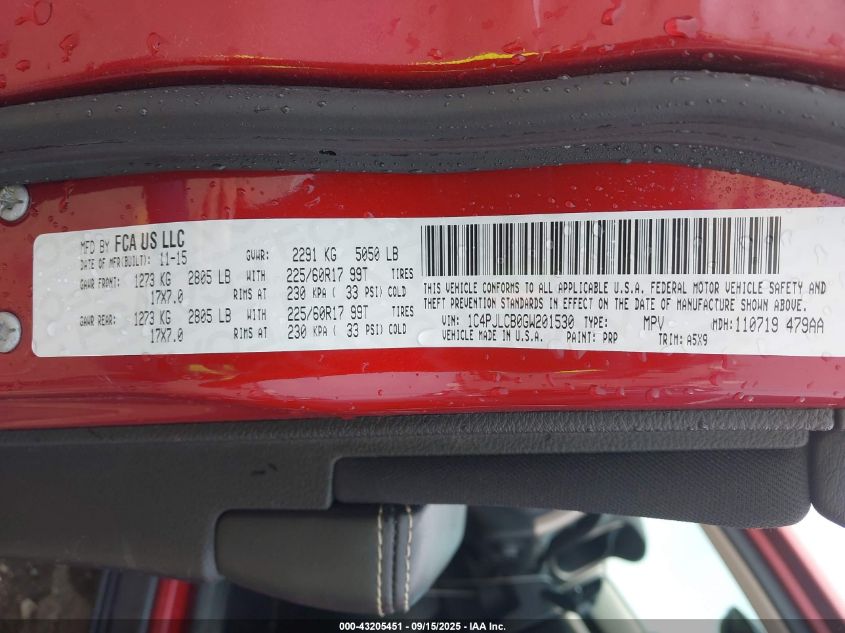 MFD BY FCA US LLC
DATE OF MFR(BUILT): 11-15 GVWR: 2291 KG 5050 LB
GAWR FRONT: 1273 KG 2805 LB WITH 225/60R17 99T TIRES
17X7.0 RIMS AT 230 KPA ( 33 PSI) COLD
GAWR REAR: 1273 KG 2805 LB WITH 225/60R17 99T TIRES
17X7.0 RIMS AT 230 KPA ( 33 PSI) COLD
THIS VEHICLE CONFORMS TO ALL APPLICABLE U.S.A. FEDERAL MOTOR VEHICLE SAFETY AND
THEFT PREVENTION STANDARDS IN EFFECT ON THE DATE OF MANUFACTURE SHOWN ABOVE.
VIN: 1C4PJLCB0GW201530 TYPE: MPV MDH: 110719 479AA
VEHICLE MADE IN U.S.A. PAINT: PRP TRIM: A5X9
000-43205451 - 09/15/2025 - IAA Inc.